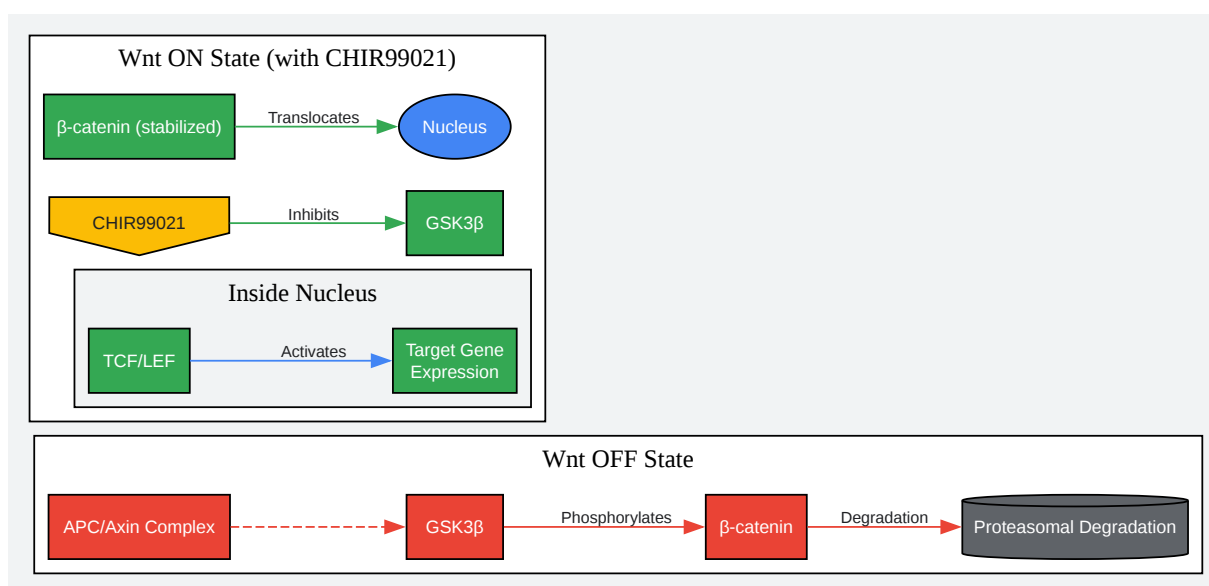 Wnt ON State (with CHIR99021)
β-catenin (stabilized)
Translocates
Nucleus
CHIR99021
Inhibits
GSK3β
Inside Nucleus
TCF/LEF
Activates
Target Gene
Expression
Wnt OFF State
APC/Axin Complex
GSK3β
Phosphorylates
β-catenin
Degradation
Proteasomal Degradation